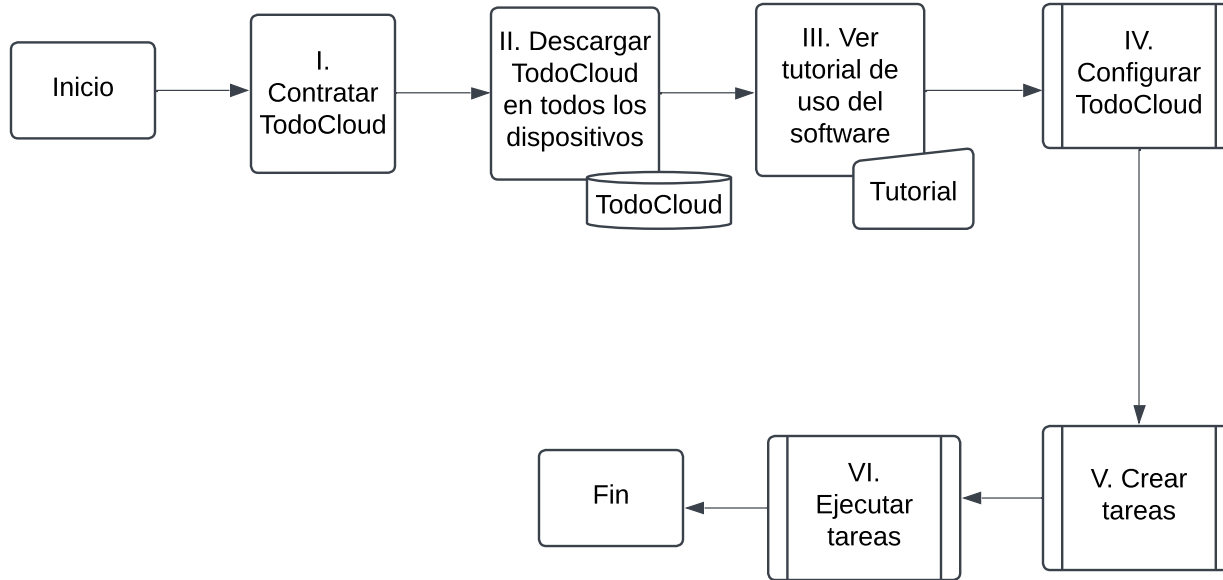 Inicio
I.
Contratar
TodoCloud
II. Descargar
TodoCloud
en todos los
dispositivos
TodoCloud
III. Ver
tutorial de
uso del
software
Tutorial
IV.
Configurar
TodoCloud
V. Crear
tareas
VI.
Ejecutar
tareas
Fin